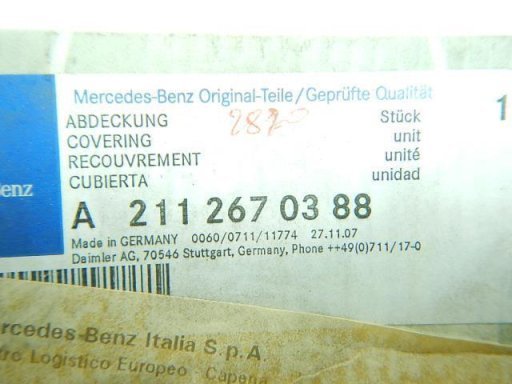 Mercedes-Benz Original-Teile/Geprüfte Qualität
ABDECKUNG Stück 1
COVERING unit
RECOUVREMENT unité
CUBIERTA unidad
enz
A 211 267 03 88
Made in GERMANY 0060/0711/11774 27.11.07
Daimler AG, 70546 Stuttgart, Germany, Phone ++49(0)711/17-0
rcedes-Benz Italia S.p.A.
tro Logistico Europeo - Capena